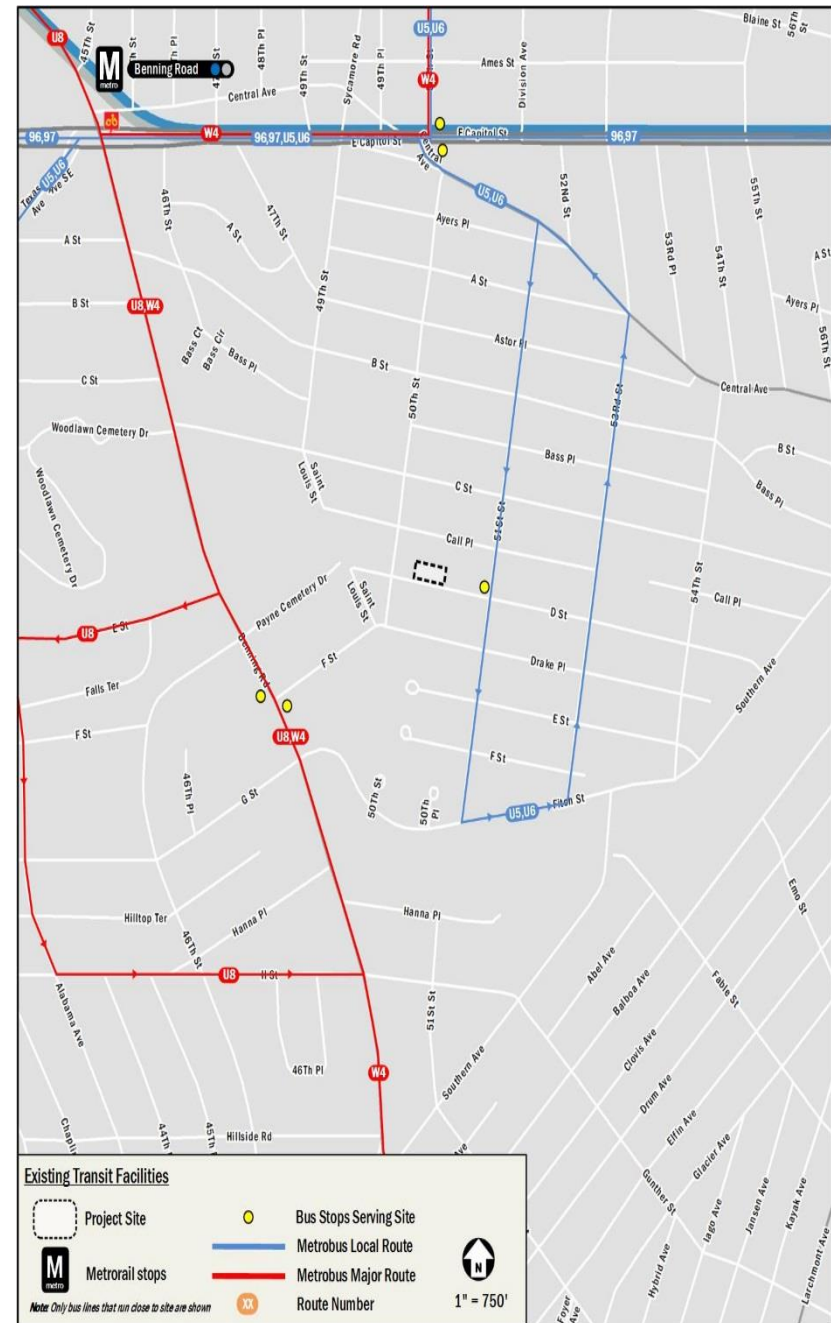 U8
45Th St
Th St
Th Pl
47Th St
48Th Pl
49Th St
Sycamore Rd
49Th Pl
U5,U6
W4
Division Ave
Blaine St
56Th St
Ames St
M
metro
Benning Road
Central Ave
E Capitol St
96,97
W4
96,97,U5,U6
E Capitol St
Central Ave
96,97
U5,U6
Texas
Ave
Ave SE
46Th St
A St
47Th St
49Th St
Ayers Pl
U5,U6
52Nd St
53Rd Pl
54Th St
55Th St
A St
Ayers Pl
56Th St
A St
B St
U8,W4
Bass Ct
Bass Cir
Bass Pl
A St
Astor Pl
B St
50Th St
53Rd St
Central Ave
C St
Woodlawn Cemetery Dr
Saint
Louis St
Bass Pl
B St
Bass Pl
Woodlawn Cemetery Dr
C St
51St St
Call Pl
54Th St
Call Pl
Payne Cemetery Dr
Saint
Louis St
D St
U8
E St
Benning Rd
F St
Drake Pl
Southern Ave
Falls Ter
E St
F St
U8,W4
F St
46Th Pl
G St
50Th St
50Th Pl
U5,U6
Fitch St
Hilltop Ter
46Th St
Hanna Pl
Hanna Pl
Emo St
Abel Ave
Balboa Ave
Fable St
U8
H St
51St St
Clovis Ave
Alabama Ave
46Th Pl
W4
Southern Ave
Drum Ave
Elfin Ave
Glacier Ave
44Th
45Th
Hillside Rd
Gunther St
Iago Ave
Jansen Ave
Kayak Ave
Hybrid Ave
Larchmont Ave
Foyer
Ave
Existing Transit Facilities
Project Site
Bus Stops Serving Site
Metrobus Local Route
M
metro
Metrorail stops
Metrobus Major Route
N
Note: Only bus lines that run close to site are shown
XX
Route Number
1" = 750'